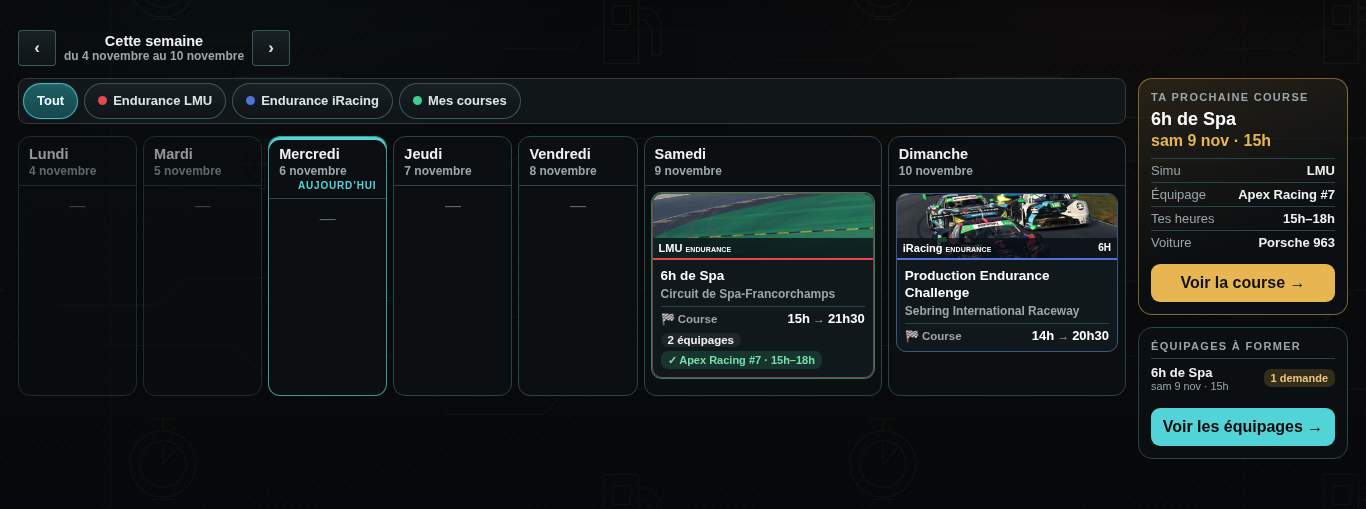 ‹
Cette semaine
du 4 novembre au 10 novembre
›
Tout
Endurance LMU
Endurance iRacing
Mes courses
Lundi
4 novembre
—
Mardi
5 novembre
—
Mercredi
6 novembre
AUJOURD'HUI
—
Jeudi
7 novembre
—
Vendredi
8 novembre
—
Samedi
9 novembre
LMU ENDURANCE
6h de Spa
Circuit de Spa-Francorchamps
Course 15h → 21h30
2 équipages
✓ Apex Racing #7 · 15h–18h
Dimanche
10 novembre
iRacing ENDURANCE 6H
Production Endurance
Challenge
Sebring International Raceway
Course 14h → 20h30
TA PROCHAINE COURSE
6h de Spa
sam 9 nov · 15h
Simu LMU
Équipage Apex Racing #7
Tes heures 15h–18h
Voiture Porsche 963
Voir la course →
ÉQUIPAGES À FORMER
6h de Spa
sam 9 nov · 15h
1 demande
Voir les équipages →